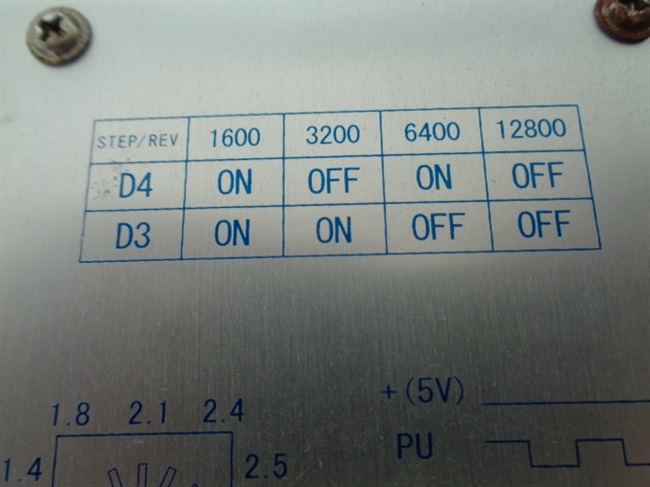 STEP/REV. 1600 3200 6400 12800
D4 ON OFF ON OFF
D3 ON ON OFF OFF
+(5V)
1.8 2.1 2.4
PU
1.4 2.5